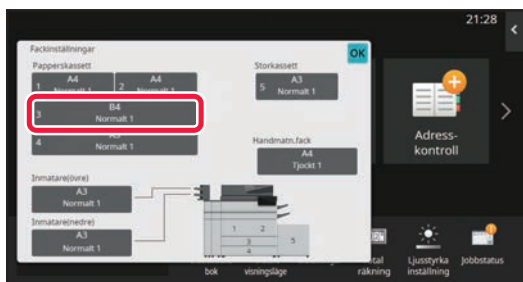 21:28
Fackinställningar
OK
Papperskassett
Storkassett
1 A4 Normalt 1
2 A4 Normalt 1
5 A3 Normalt 1
3 B4 Normalt 1
4 A3 Normalt 1
Handmatn.fack
A4
Tjockt 1
Adress-
kontroll
Inmatare(övre)
A3
Normalt 1
Inmatare(nedre)
A3
Normalt 1
1 2
3
4
5
bok
visningsläge
räkning
Ljusstyrka
inställning
Jobbstatus